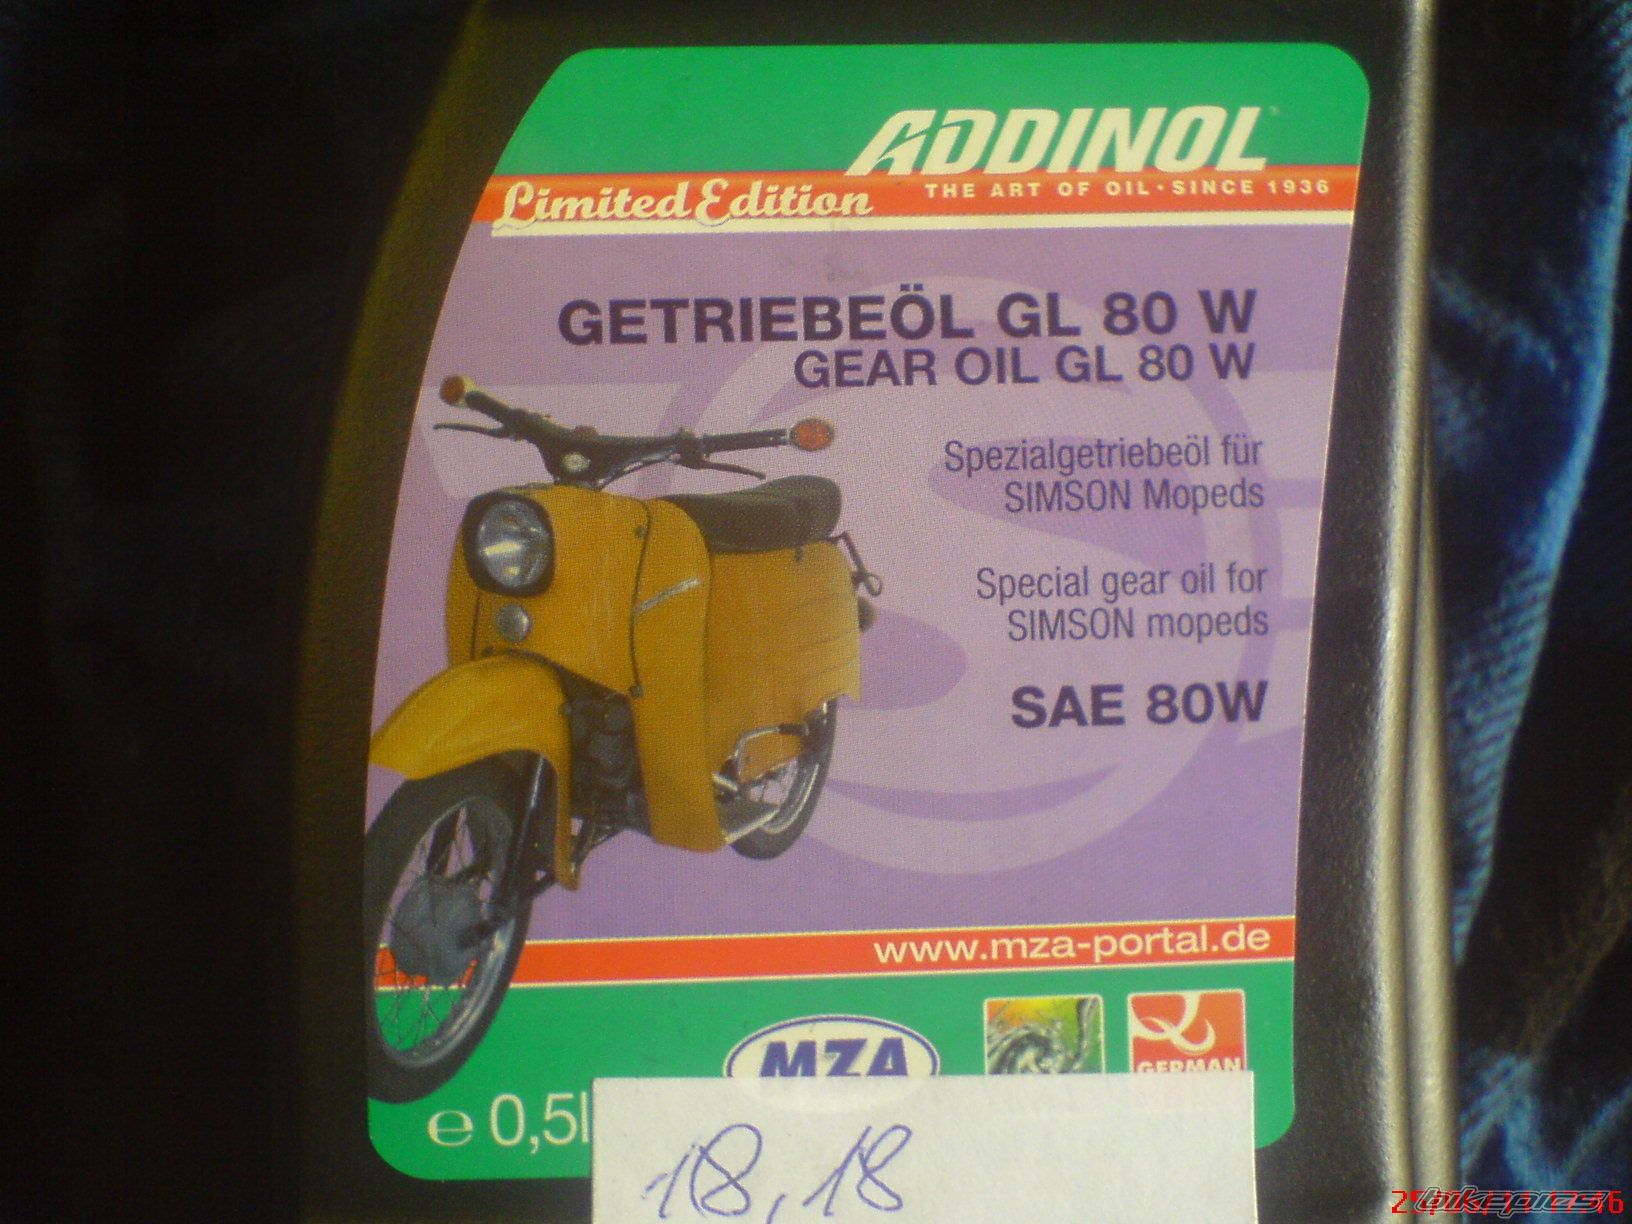 ADDINOL
THE ART OF OIL · SINCE 1936
Limited Edition
GETRIEBEÖL GL 80 W
GEAR OIL GL 80 W
Spezialgetriebeöl für
SIMSON Mopeds
Special gear oil for
SIMSON mopeds
SAE 80W
www.mza-portal.de
MZA
GERMAN
e 0,5l
18,18